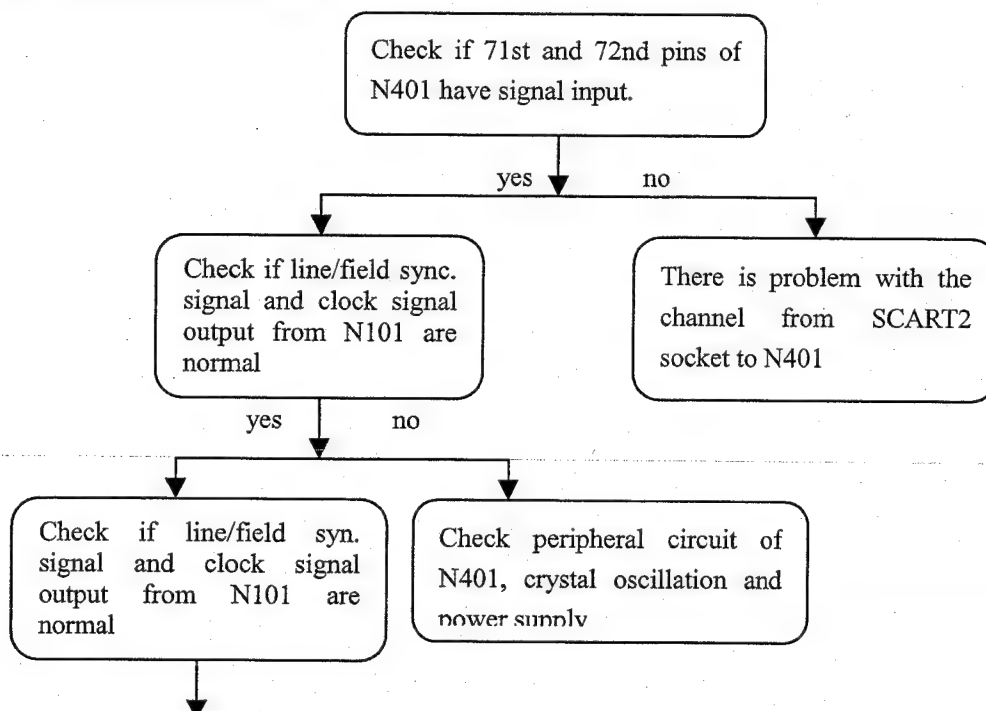 Check if 71st and 72nd pins of
N401 have signal input.
yes no
Check if line/field sync.
signal and clock signal
output from N101 are
normal
There is problem with the
channel from SCART2
socket to N401
yes no
Check if line/field syn.
signal and clock signal
output from N101 are
normal
Check peripheral circuit of
N401, crystal oscillation and
power supply